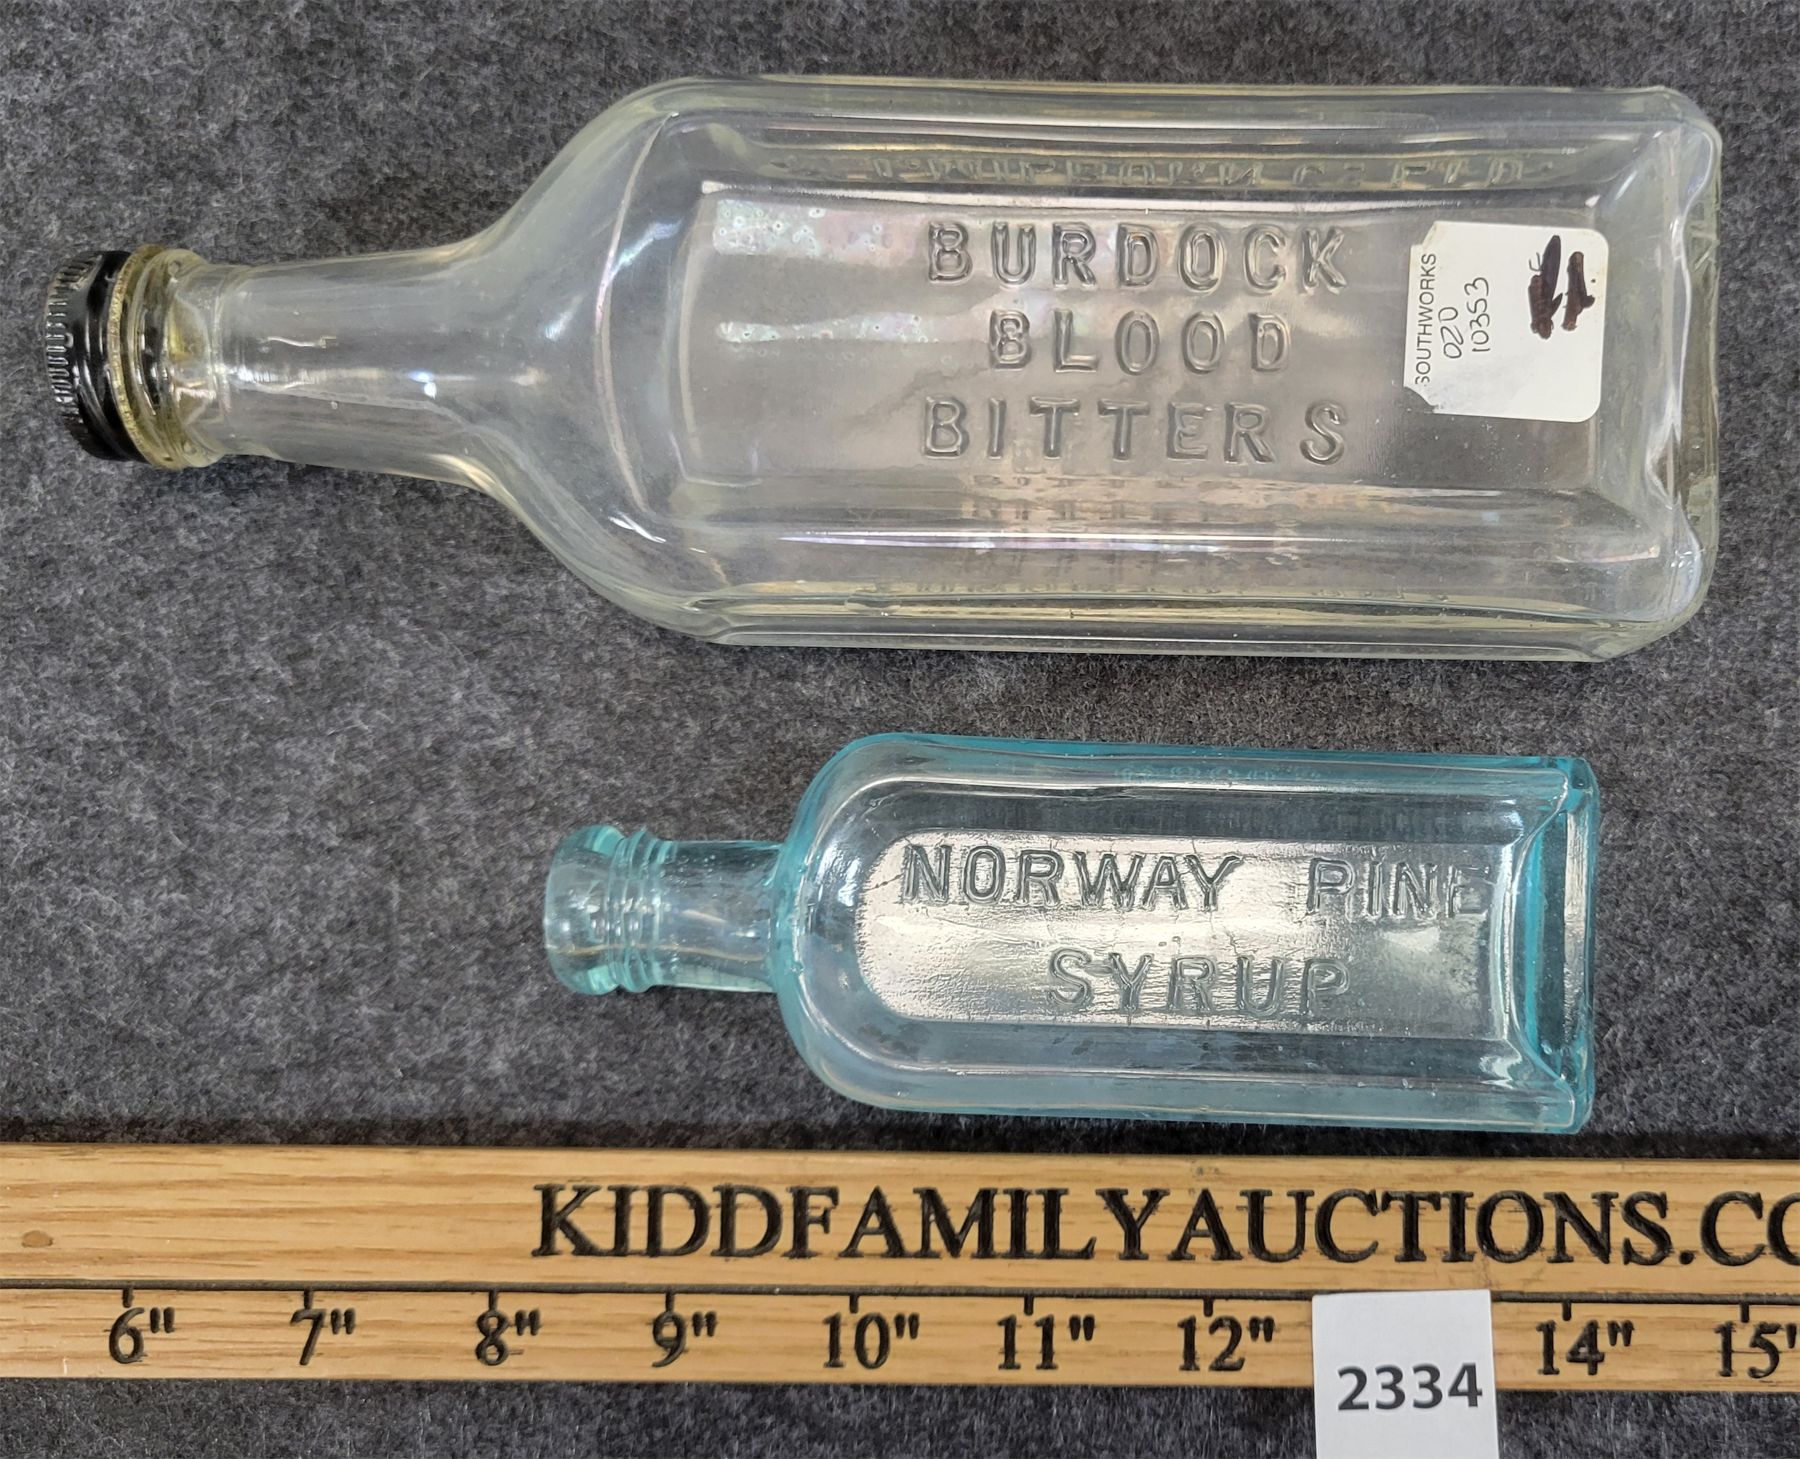 BURDOCK
BLOOD
BITTERS
SOUTHWORKS
020
10353
NORWAY PINE
SYRUP
KIDDFAMILYAUCTIONS.CO
6" 7" 8" 9" 10" 11" 12" 14" 15"
2334